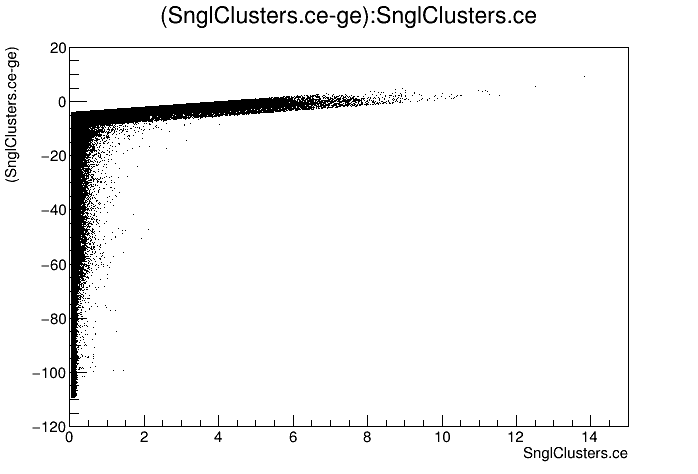 (SnglClusters.ce-ge):SnglClusters.ce
(SnglClusters.ce-ge)
20
0
−20
−40
−60
−80
−100
−120
0 2 4 6 8 10 12 14
SnglClusters.ce